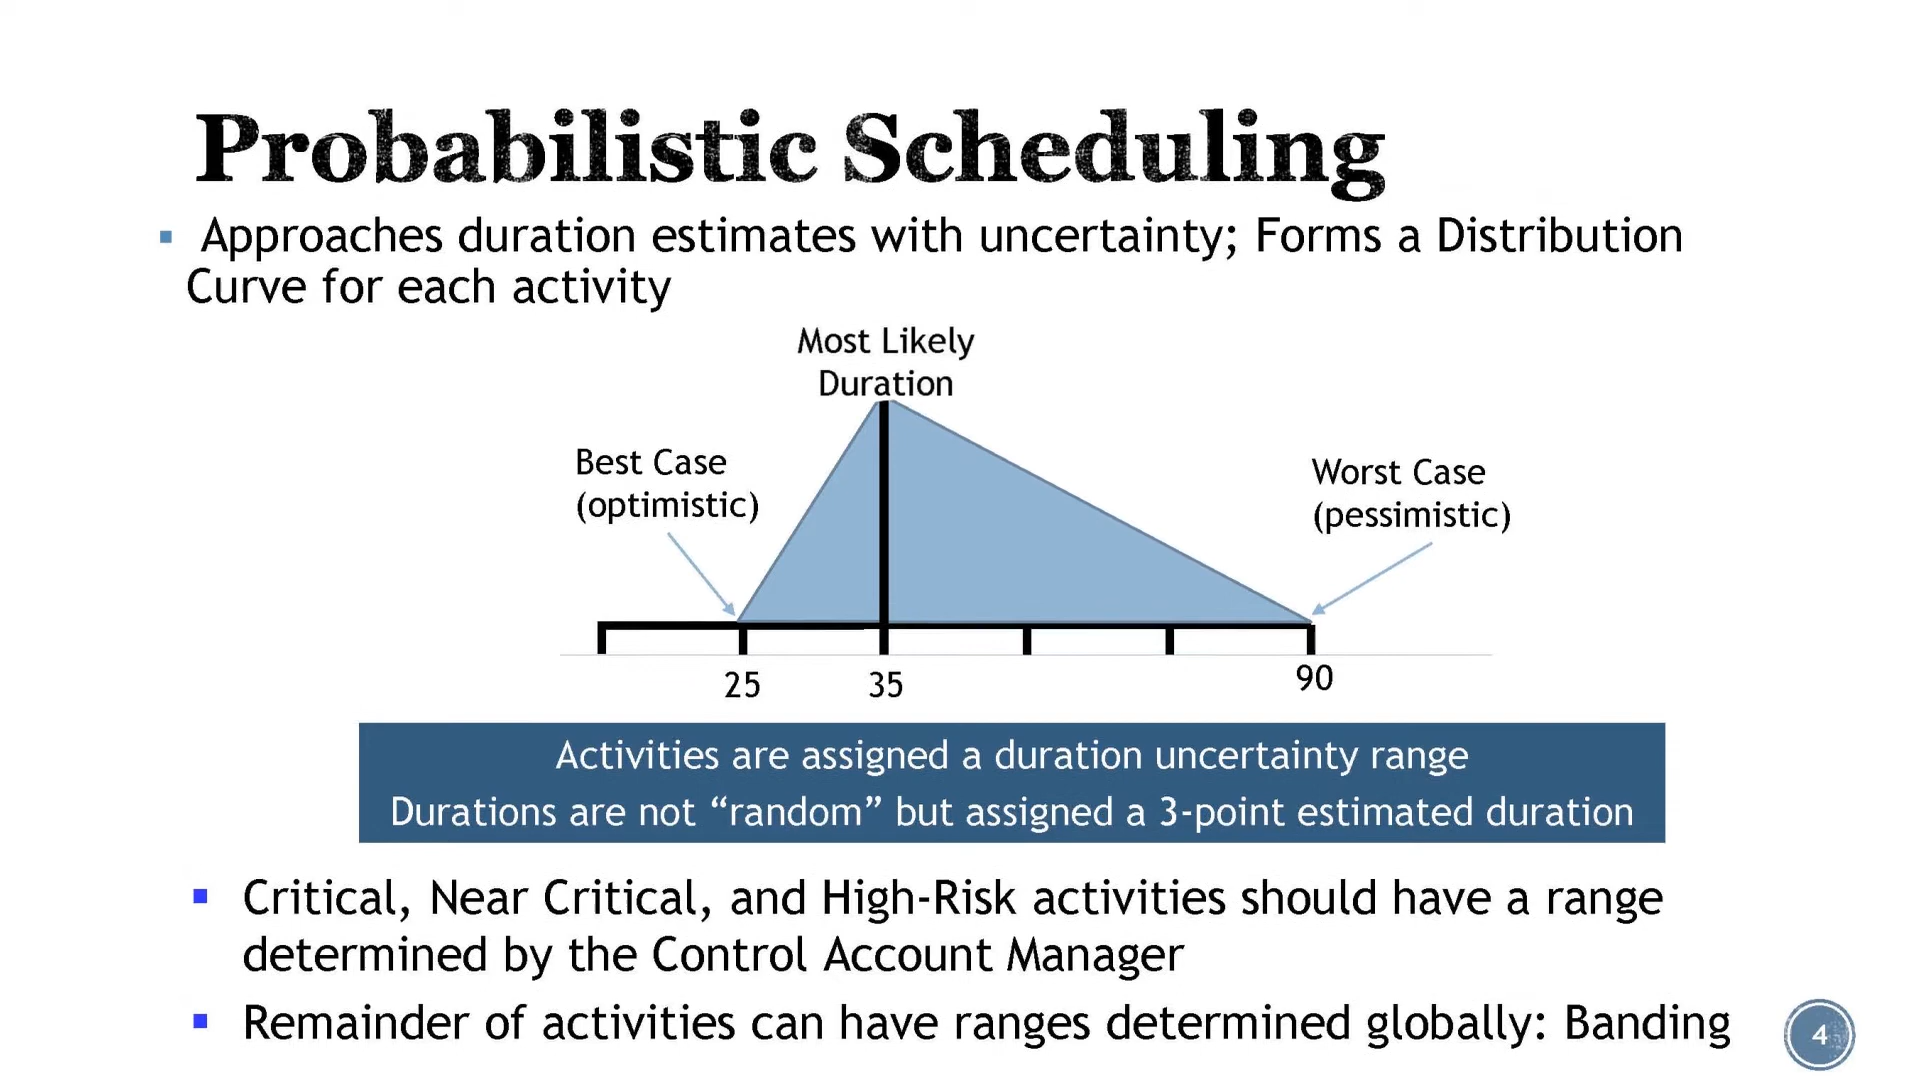 Probabilistic Scheduling
▪ Approaches duration estimates with uncertainty; Forms a Distribution
Curve for each activity
Most Likely
Duration
Best Case
(optimistic)
Worst Case
(pessimistic)
25
35
90
Activities are assigned a duration uncertainty range
Durations are not “random” but assigned a 3-point estimated duration
▪ Critical, Near Critical, and High-Risk activities should have a range
determined by the Control Account Manager
▪ Remainder of activities can have ranges determined globally: Banding
4